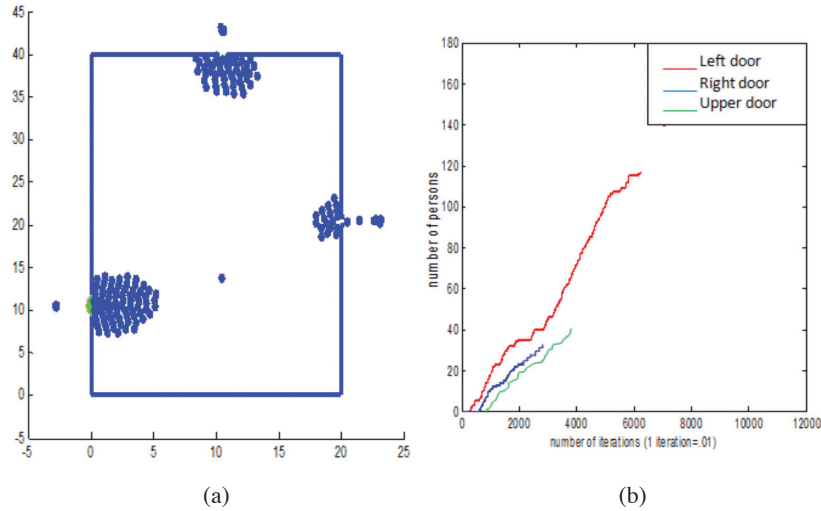 45
40
35
30
25
20
15
10
5
0
-5
-5 0 5 10 15 20 25
(a)
180
160
140
120
100
80
60
40
20
0
number of persons
Left door
Right door
Upper door
0 2000 4000 6000 8000 10000 12000
number of iterations (1 iteration=.01)
(b)